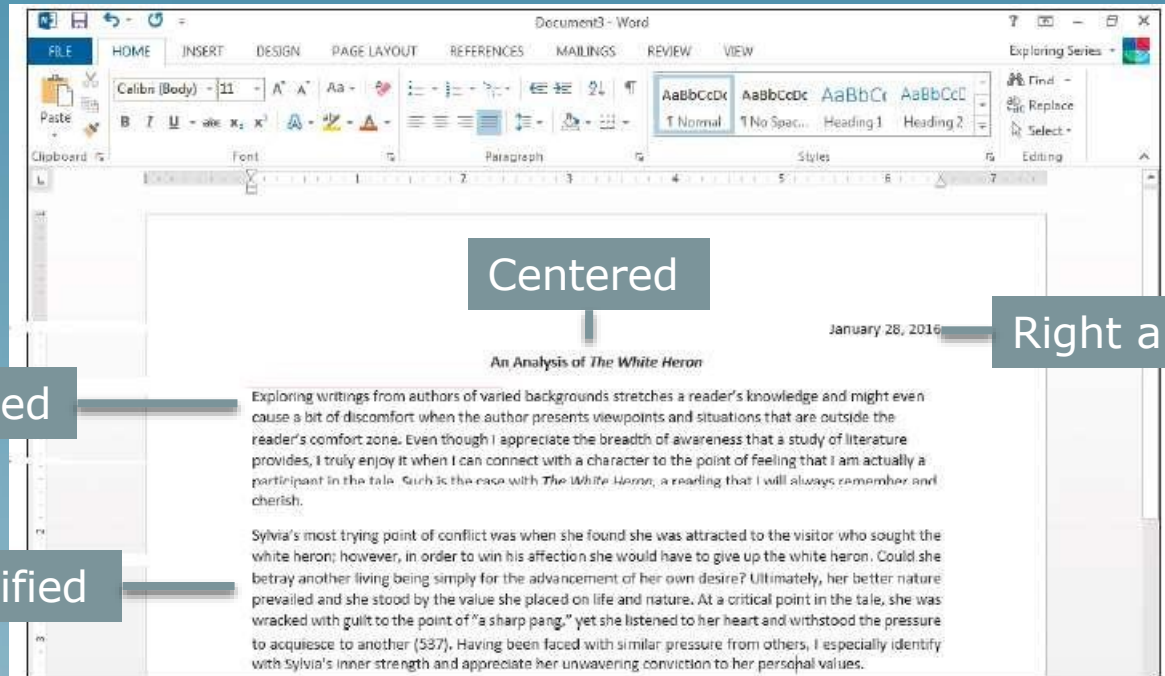 Document3 - Word
FILE HOME INSERT DESIGN PAGE LAYOUT REFERENCES MAILINGS REVIEW VIEW Exploring Series
Paste
Calibri (Body) 11
B I U abc x₂ x² A
Aa
AaBbCcDc AaBbCcDc AaBbCc AaBbCcD
¶ Normal ¶ No Spac... Heading 1 Heading 2
Find
Replace
Select
Clipboard Font Paragraph Styles Editing
1 2 3 4 5 6 7
Centered
January 28, 2016
Right a
An Analysis of The White Heron
ed
Exploring writings from authors of varied backgrounds stretches a reader's knowledge and might even
cause a bit of discomfort when the author presents viewpoints and situations that are outside the
reader's comfort zone. Even though I appreciate the breadth of awareness that a study of literature
provides, I truly enjoy it when I can connect with a character to the point of feeling that I am actually a
participant in the tale. Such is the case with The White Heron, a reading that I will always remember and
cherish.
ified
Sylvia's most trying point of conflict was when she found she was attracted to the visitor who sought the
white heron; however, in order to win his affection she would have to give up the white heron. Could she
betray another living being simply for the advancement of her own desire? Ultimately, her better nature
prevailed and she stood by the value she placed on life and nature. At a critical point in the tale, she was
wracked with guilt to the point of "a sharp pang," yet she listened to her heart and withstood the pressure
to acquiesce to another (537). Having been faced with similar pressure from others, I especially identify
with Sylvia's inner strength and appreciate her unwavering conviction to her personal values.